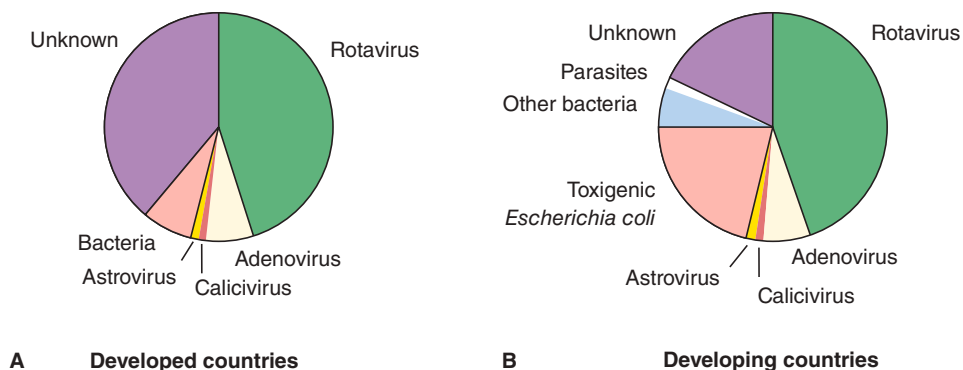 Unknown
Rotavirus
Bacteria
Astrovirus
Calicivirus
Adenovirus
A Developed countries
Unknown
Rotavirus
Parasites
Other bacteria
Toxigenic
Escherichia coli
Astrovirus
Calicivirus
Adenovirus
B Developing countries